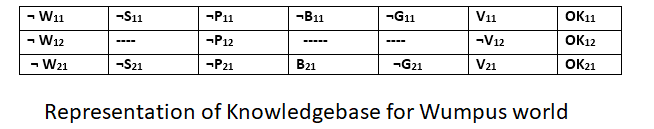 ¬ W11 ¬S11 ¬P11 ¬B11 ¬G11 V11 OK11
¬ W12 ---- ¬P12 ----- ---- ¬V12 OK12
¬ W21 ¬S21 ¬P21 B21 ¬G21 V21 OK21
Representation of Knowledgebase for Wumpus world